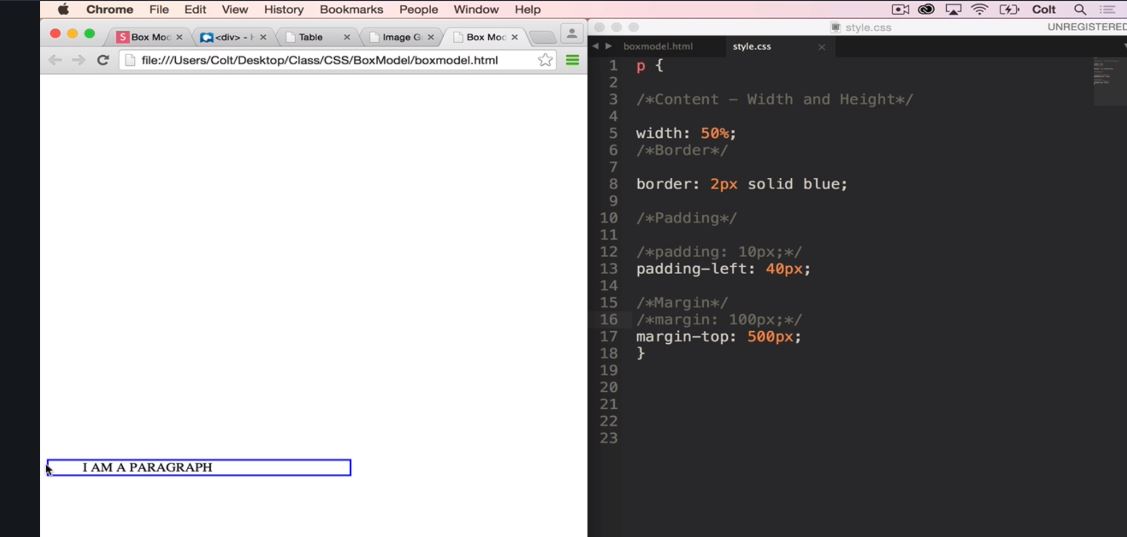 Chrome File Edit View History Bookmarks People Window Help Colt
Box Mod
<div> - H
Table
Image G
Box Mod
file:///Users/Colt/Desktop/Class/CSS/BoxModel/boxmodel.html
I AM A PARAGRAPH
style.css
UNREGISTERED
boxmodel.html
style.css
1 p {
2
3 /*Content - Width and Height*/
4
5 width: 50%;
6 /*Border*/
7
8 border: 2px solid blue;
9
10 /*Padding*/
11
12 /*padding: 10px;*/
13 padding-left: 40px;
14
15 /*Margin*/
16 /*margin: 100px;*/
17 margin-top: 500px;
18 }
19
20
21
22
23